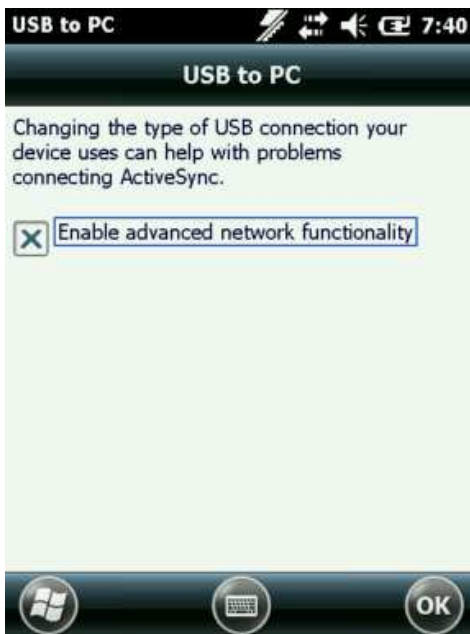 USB to PC 7:40
USB to PC
Changing the type of USB connection your
device uses can help with problems
connecting ActiveSync.
Enable advanced network functionality
OK